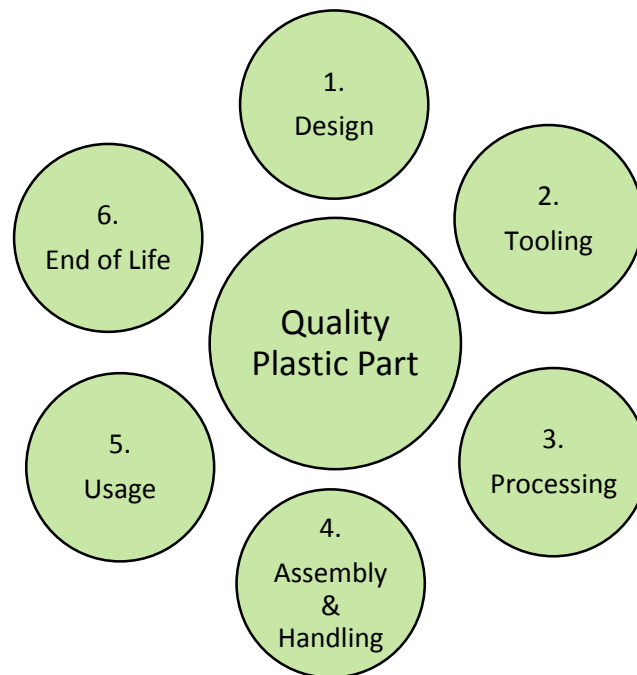 1.
Design
2.
Tooling
3.
Processing
4.
Assembly
&
Handling
5.
Usage
6.
End of Life
Quality
Plastic Part